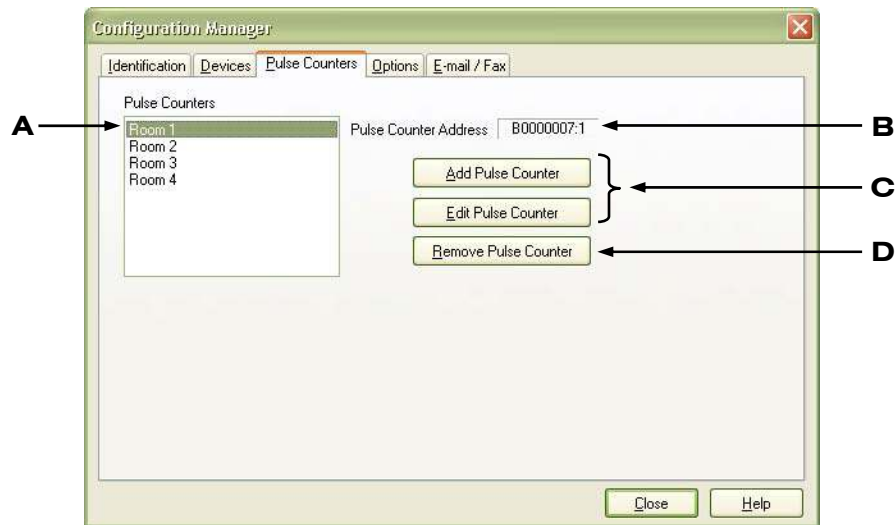 Configuration Manager
Identification Devices Pulse Counters Options E-mail / Fax
Pulse Counters
A
Room 1
Room 2
Room 3
Room 4
Pulse Counter Address B0000007:1
B
Add Pulse Counter
C
Edit Pulse Counter
Remove Pulse Counter
D
Close Help